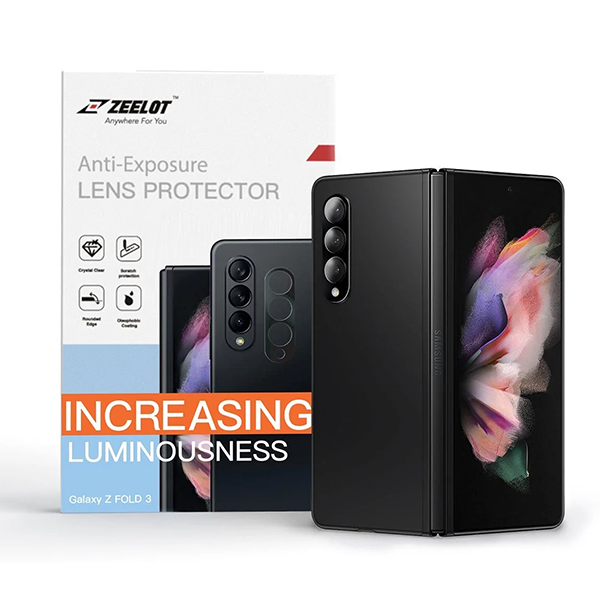 ZEELOT™
Anywhere For You
Anti-Exposure
LENS PROTECTOR
Crystal Clear
Scratch
protection
Rounded
Edge
Oleophobic
Coating
INCREASING
LUMINOUSNESS
Galaxy Z FOLD 3
SAMSUNG